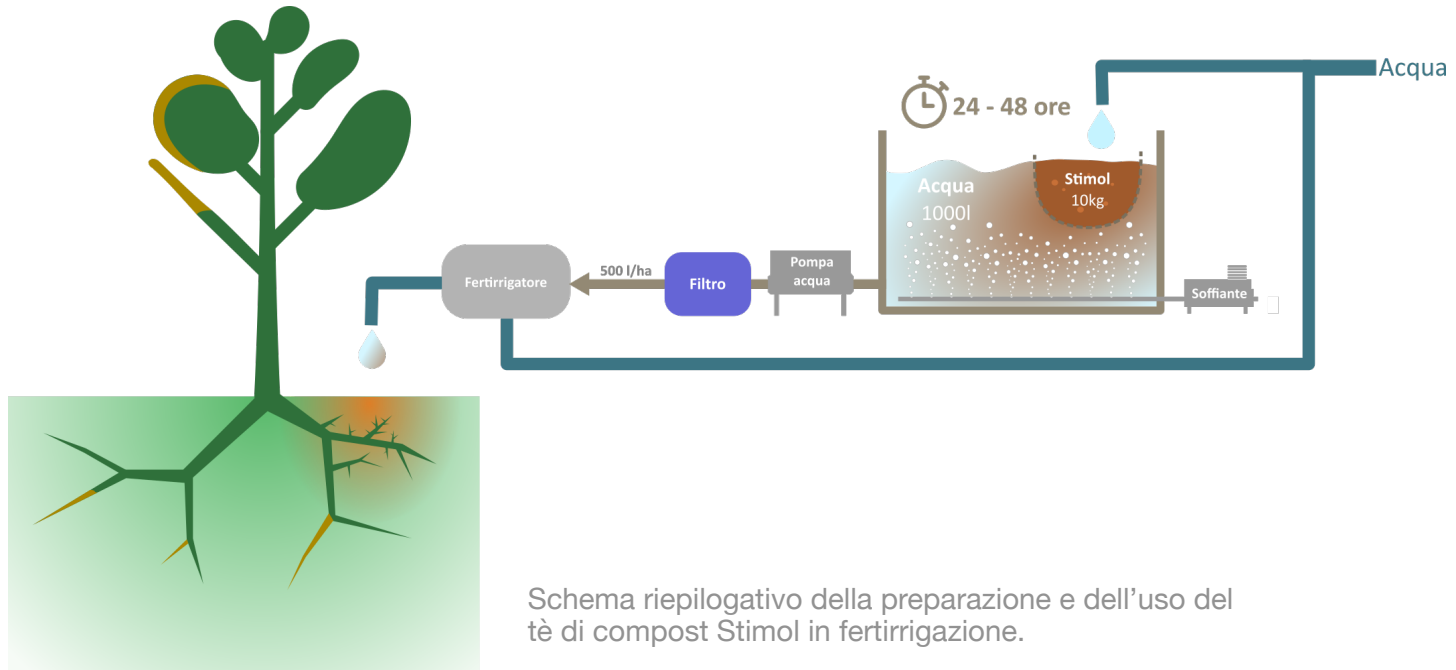 Acqua
24 - 48 ore
Stimol
10kg
Acqua
1000l
Pompa
acqua
500 l/ha
Fertirrigatore
Filtro
Soffiante
Schema riepilogativo della preparazione e dell’uso del
tè di compost Stimol in fertirrigazione.